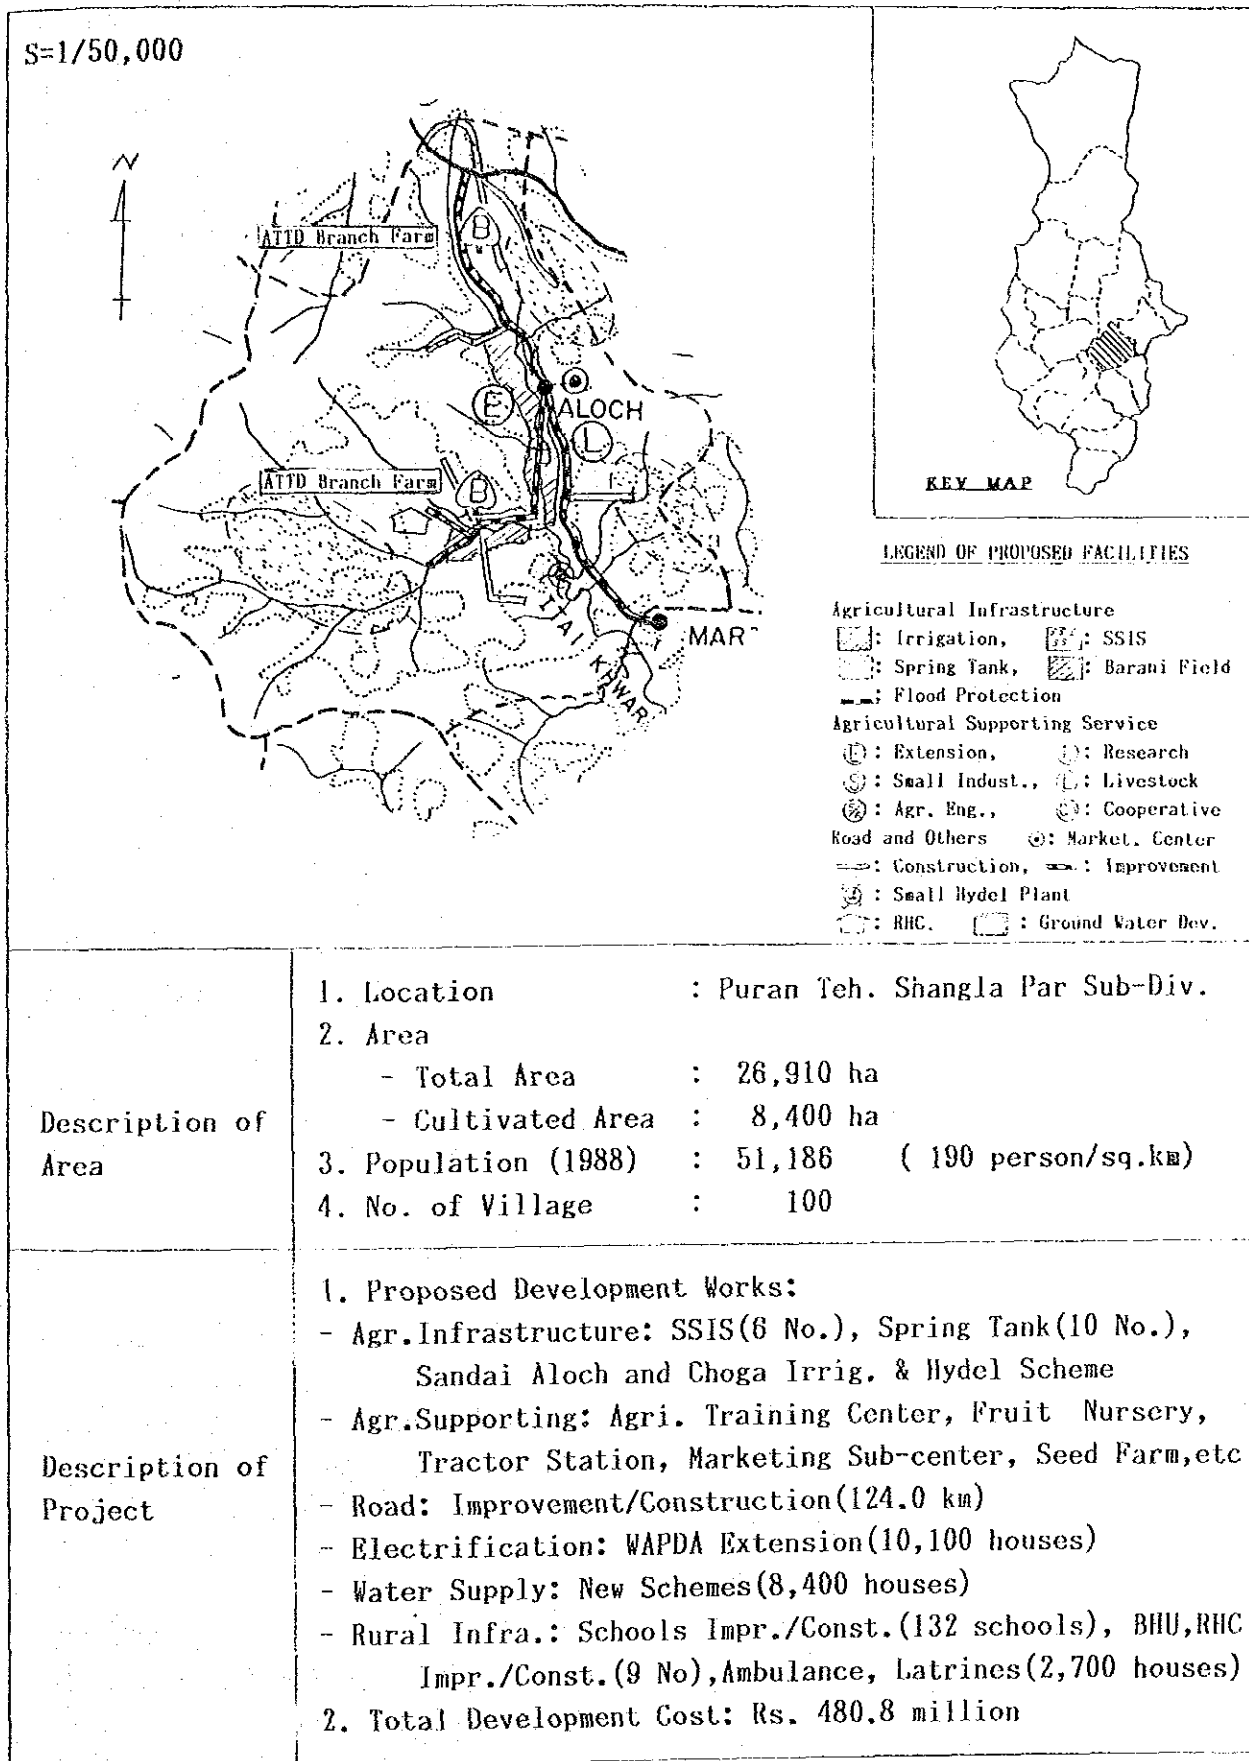 S=1/50,000
N
ATTD Branch Farm
B
E
ALOCH
L
ATTD Branch Farm
B
ITAI KHWAR
MAR
KEY MAP
LEGEND OF PROPOSED FACILITIES
Agricultural Infrastructure
: Irrigation, : SSIS
: Spring Tank, : Barani Field
: Flood Protection
Agricultural Supporting Service
E : Extension, : Research
S : Small Indust., L : Livestock
: Agr. Eng., C : Cooperative
Road and Others : Market. Center
: Construction, : Improvement
: Small Hydel Plant
: RHC. : Ground Water Dev.
Description of
Area
1. Location : Puran Teh. Shangla Par Sub-Div.
2. Area
- Total Area : 26,910 ha
- Cultivated Area : 8,400 ha
3. Population (1988) : 51,186 ( 190 person/sq.km)
4. No. of Village : 100
Description of
Project
1. Proposed Development Works:
- Agr.Infrastructure: SSIS(6 No.), Spring Tank(10 No.),
Sandai Aloch and Choga Irrig. & Hydel Scheme
- Agr.Supporting: Agri. Training Center, Fruit Nursery,
Tractor Station, Marketing Sub-center, Seed Farm,etc
- Road: Improvement/Construction(124.0 km)
- Electrification: WAPDA Extension(10,100 houses)
- Water Supply: New Schemes(8,400 houses)
- Rural Infra.: Schools Impr./Const.(132 schools), BHU,RHC
Impr./Const.(9 No),Ambulance, Latrines(2,700 houses)
2. Total Development Cost: Rs. 480.8 million